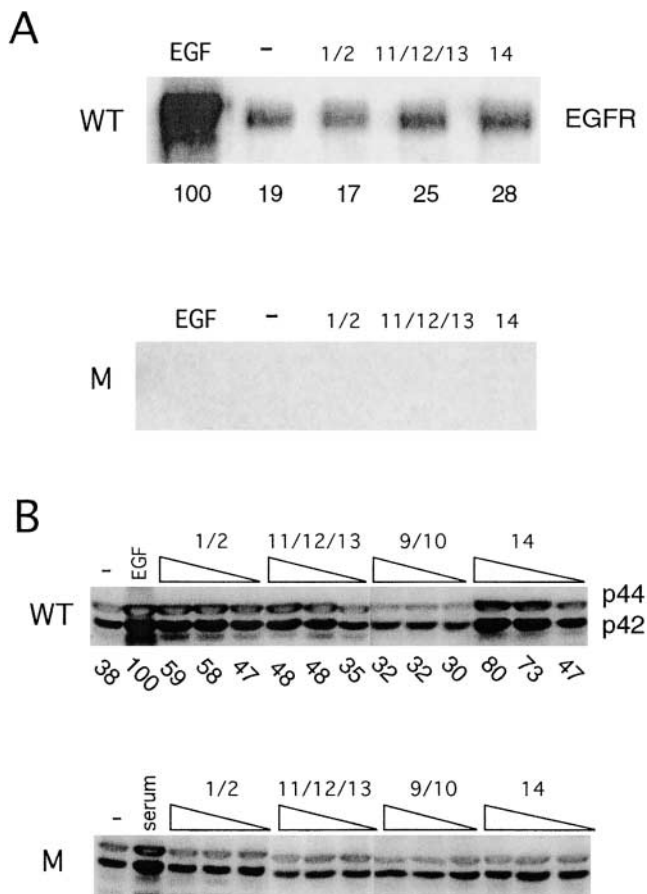 A
EGF - 1/2 11/12/13 14
WT EGFR
100 19 17 25 28
EGF - 1/2 11/12/13 14
M
B
- EGF 1/2 11/12/13 9/10 14
WT p44
p42
38 100 59 58 47 48 48 35 32 32 30 80 73 47
- serum 1/2 11/12/13 9/10 14
M